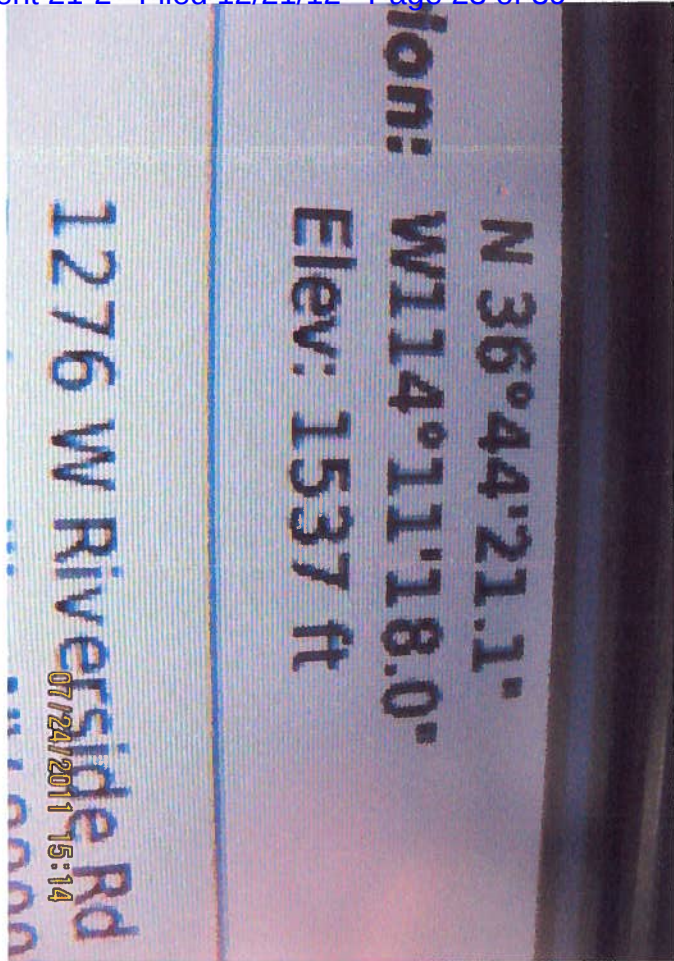 N 36°44'21.1"
ion: W114°11'18.0"
Elev: 1537 ft
1276 W Riverside Rd
07/24/2011 15:14